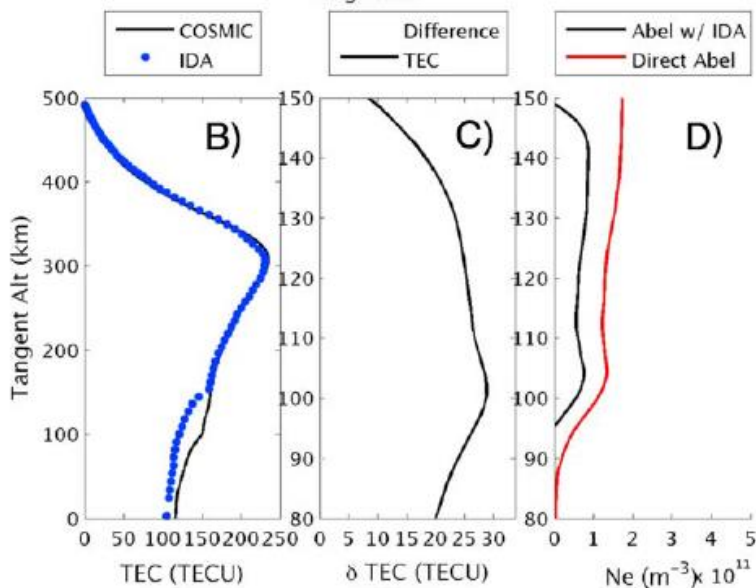 COSMIC
IDA
Difference
TEC
Abel w/ IDA
Direct Abel
B)
C)
D)
500
400
300
200
100
0
Tangent Alt (km)
0 50 100 150 200 250
TEC (TECU)
150
140
130
120
110
100
90
80
0 5 10 15 20 25 30
δ TEC (TECU)
150
140
130
120
110
100
90
80
0 1 2 3 4 5
Ne (m⁻³) x 10¹¹